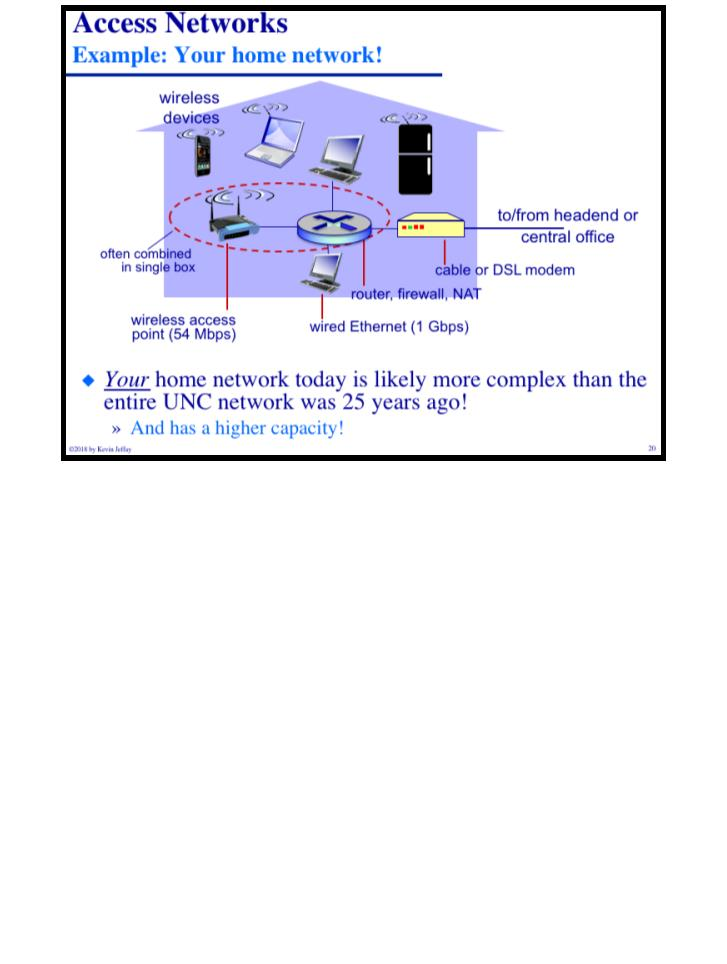 Access Networks
Example: Your home network!
wireless
devices
to/from headend or
central office
often combined
in single box
cable or DSL modem
router, firewall, NAT
wireless access
point (54 Mbps)
wired Ethernet (1 Gbps)
◆ Your home network today is likely more complex than the
entire UNC network was 25 years ago!
» And has a higher capacity!
©2018 by Kevin Jeffay
20